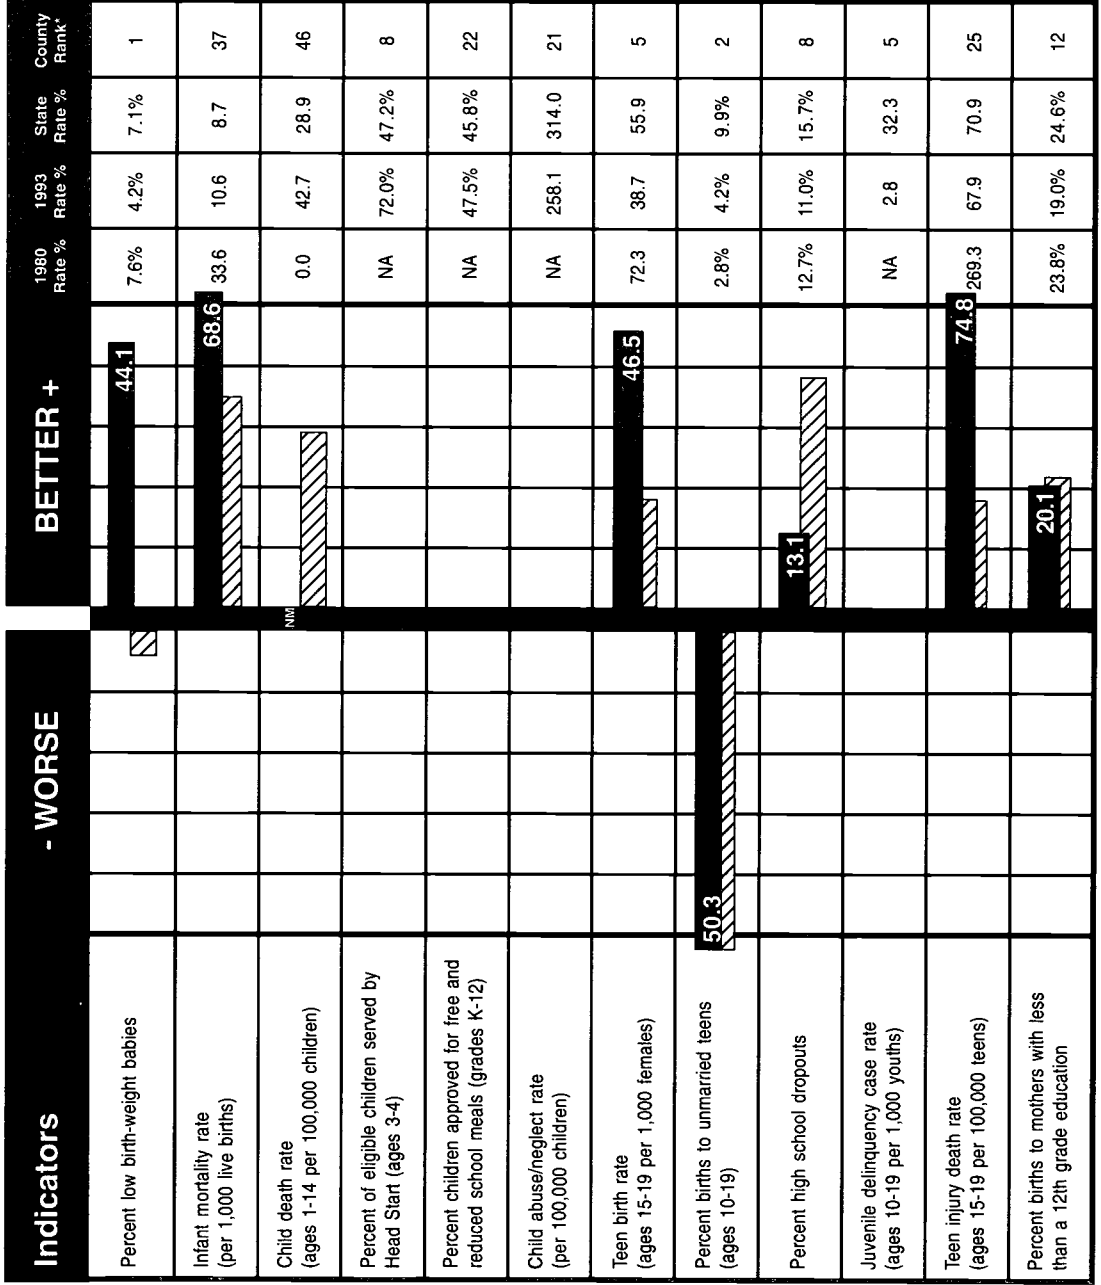 Indicators - WORSE BETTER + 1980 Rate % 1993 Rate % State Rate % County Rank*
Percent low birth-weight babies 44.1 7.6% 4.2% 7.1% 1
Infant mortality rate
(per 1,000 live births) 68.6 33.6 10.6 8.7 37
Child death rate
(ages 1-14 per 100,000 children) NM 0.0 42.7 28.9 46
Percent of eligible children served by
Head Start (ages 3-4) NA 72.0% 47.2% 8
Percent children approved for free and
reduced school meals (grades K-12) NA 47.5% 45.8% 22
Child abuse/neglect rate
(per 100,000 children) NA 258.1 314.0 21
Teen birth rate
(ages 15-19 per 1,000 females) 46.5 72.3 38.7 55.9 5
Percent births to unmarried teens
(ages 10-19) 50.3 2.8% 4.2% 9.9% 2
Percent high school dropouts 13.1 12.7% 11.0% 15.7% 8
Juvenile delinquency case rate
(ages 10-19 per 1,000 youths) NA 2.8 32.3 5
Teen injury death rate
(ages 15-19 per 100,000 teens) 74.8 269.3 67.9 70.9 25
Percent births to mothers with less
than a 12th grade education 20.1 23.8% 19.0% 24.6% 12